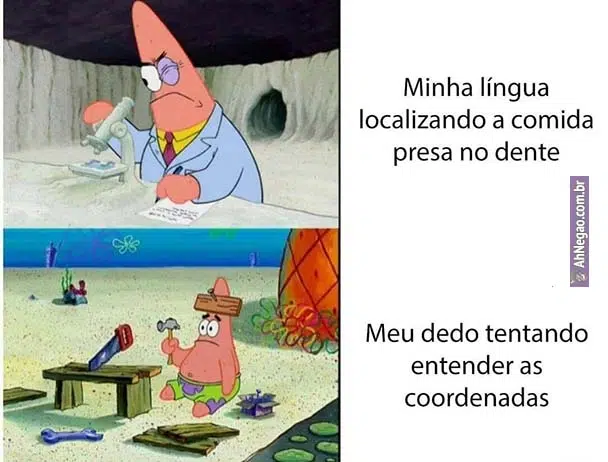 Minha língua
localizando a comida
presa no dente
AhNegao.com.br
Meu dedo tentando
entender as
coordenadas